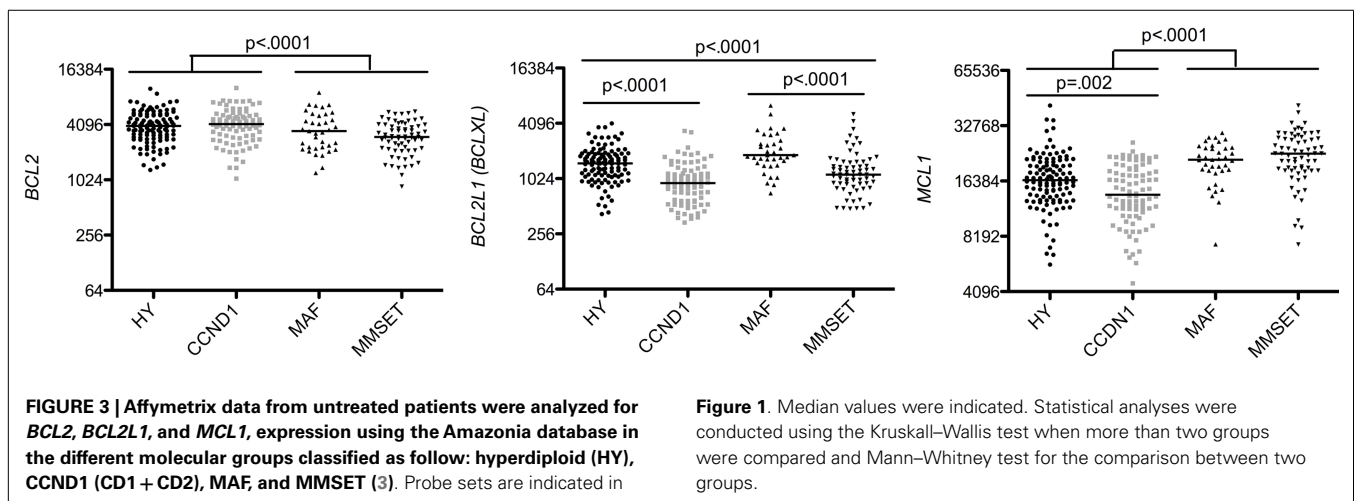 p<.0001
16384
4096
1024
256
64
BCL2
HY
CCND1
MAF
MMSET
p<.0001
p<.0001
p<.0001
16384
4096
1024
256
64
BCL2L1 (BCLXL)
HY
CCND1
MAF
MMSET
p<.0001
p=.002
65536
32768
16384
8192
4096
MCL1
HY
CCDN1
MAF
MMSET
FIGURE 3 | Affymetrix data from untreated patients were analyzed for
BCL2, BCL2L1, and MCL1, expression using the Amazonia database in
the different molecular groups classified as follow: hyperdiploid (HY),
CCND1 (CD1 + CD2), MAF, and MMSET (3). Probe sets are indicated in
Figure 1. Median values were indicated. Statistical analyses were
conducted using the Kruskall–Wallis test when more than two groups
were compared and Mann–Whitney test for the comparison between two
groups.